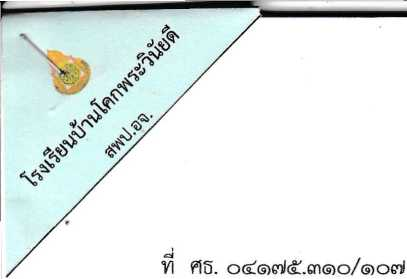 โรงเรียนบ้านโคกพระวินัยดี
สพป.อจ.
ที่ ศธ. ๐๔๑๗๕.๓๑๐/๑๐๗